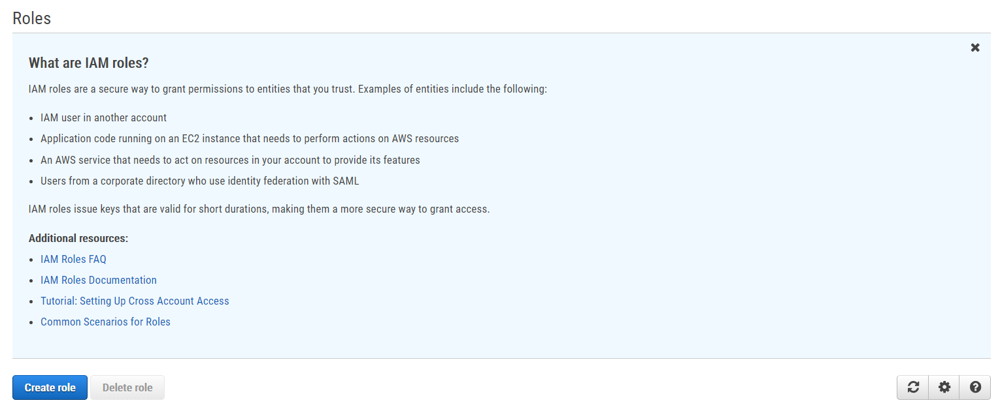 Roles
What are IAM roles?
IAM roles are a secure way to grant permissions to entities that you trust. Examples of entities include the following:
IAM user in another account
Application code running on an EC2 instance that needs to perform actions on AWS resources
An AWS service that needs to act on resources in your account to provide its features
Users from a corporate directory who use identity federation with SAML
IAM roles issue keys that are valid for short durations, making them a more secure way to grant access.
Additional resources:
IAM Roles FAQ
IAM Roles Documentation
Tutorial: Setting Up Cross Account Access
Common Scenarios for Roles
Create role Delete role